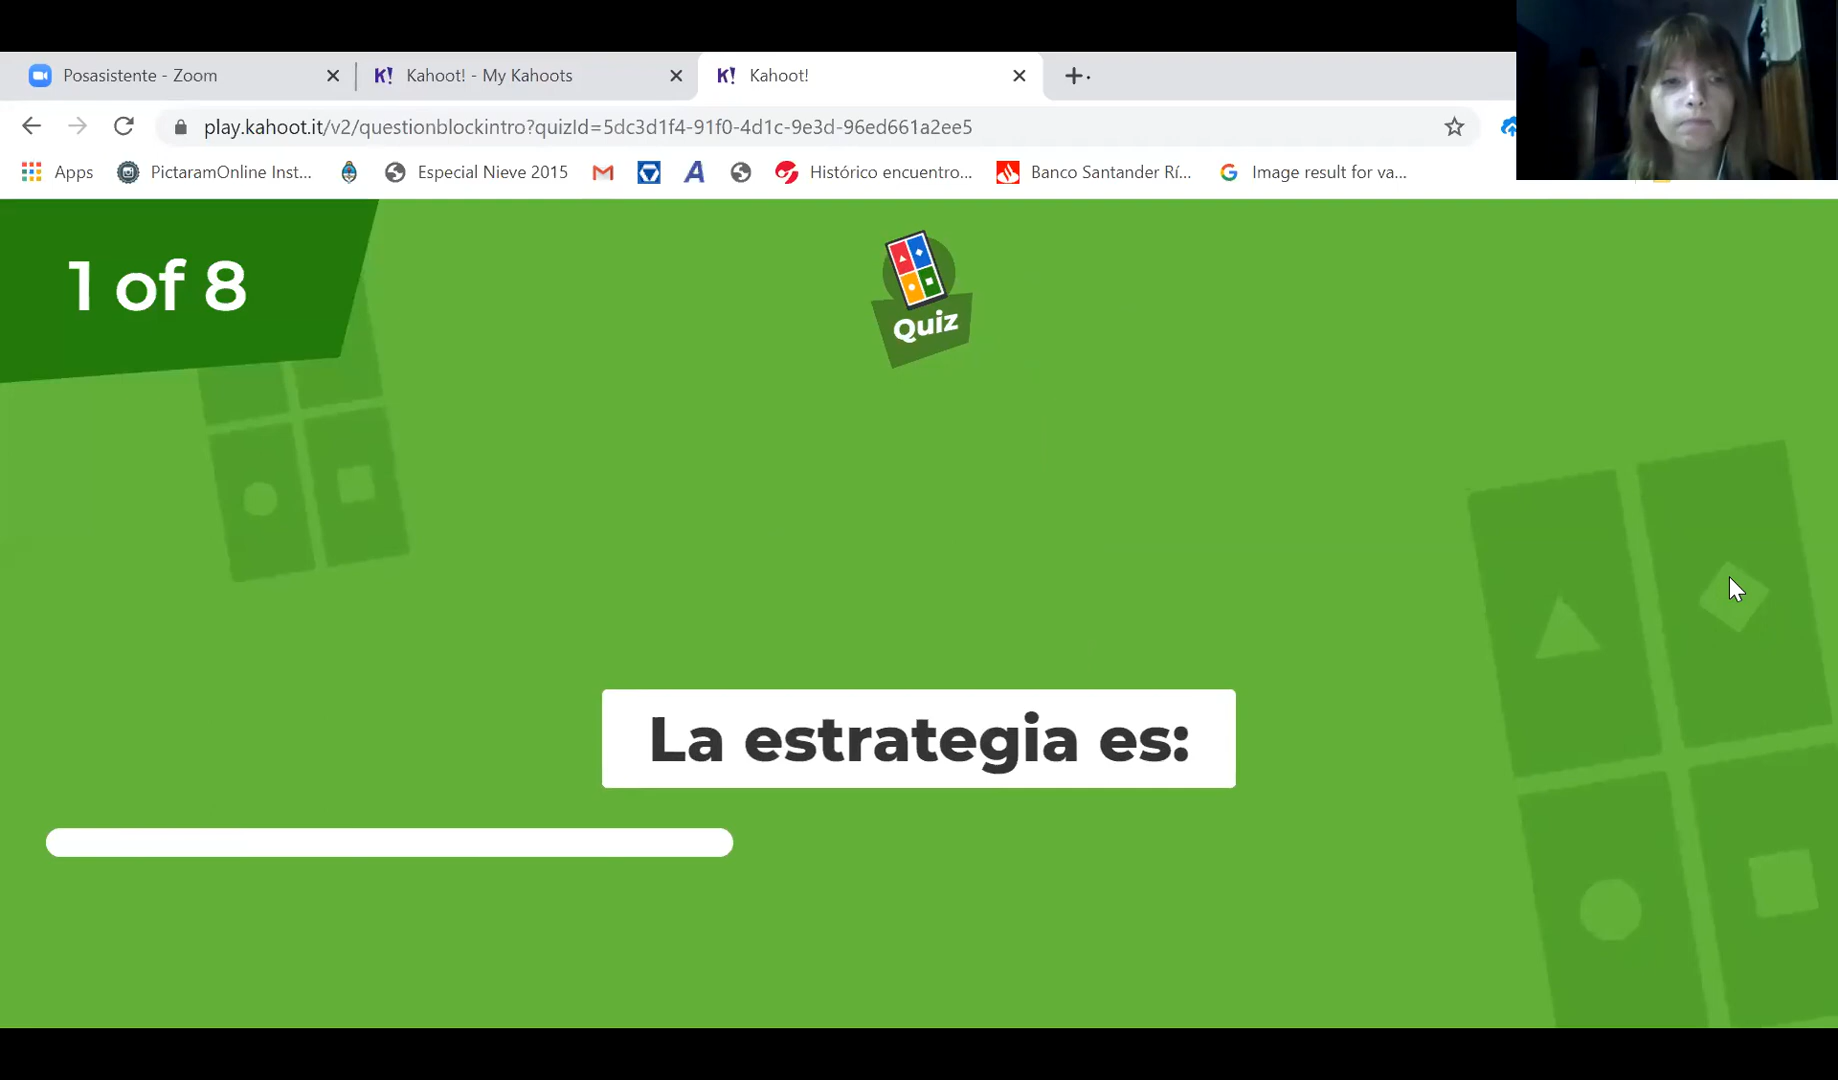 Posasistente - Zoom
Kahoot! - My Kahoots
Kahoot!
play.kahoot.it/v2/questionblockintro?quizId=5dc3d1f4-91f0-4d1c-9e3d-96ed661a2ee5
Apps
PictaramOnline Inst...
Especial Nieve 2015
Histórico encuentro...
Banco Santander Rí...
Image result for va...
1 of 8
Quiz
La estrategia es: